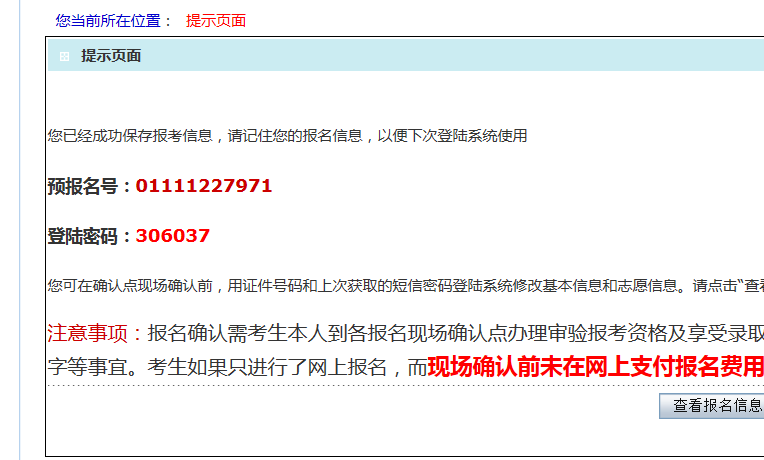 您当前所在位置： 提示页面
提示页面
您已经成功保存报考信息，请记住您的报名信息，以便下次登陆系统使用
预报名号：01111227971
登陆密码：306037
您可在确认点现场确认前，用证件号码和上次获取的短信密码登陆系统修改基本信息和志愿信息。请点击“查看
注意事项：报名确认需考生本人到各报名现场确认点办理审验报考资格及享受录取
字等事宜。考生如果只进行了网上报名，而现场确认前未在网上支付报名费用
查看报名信息